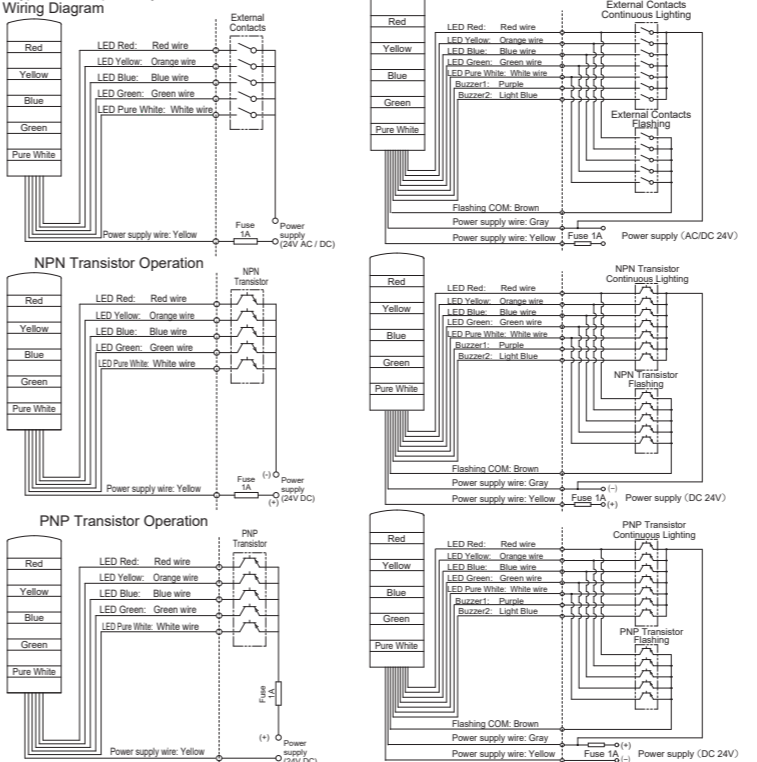 Wiring Diagram
External
Contacts
Red
Yellow
Blue
Green
Pure White
LED Red: Red wire
LED Yellow: Orange wire
LED Blue: Blue wire
LED Green: Green wire
LED Pure White: White wire
Power supply wire: Yellow
Fuse
1A
Power
supply
(24V AC / DC)
External Contacts
Continuous Lighting
Red
Yellow
Blue
Green
Pure White
LED Red: Red wire
LED Yellow: Orange wire
LED Blue: Blue wire
LED Green: Green wire
LED Pure White: White wire
Buzzer1: Purple
Buzzer2: Light Blue
External Contacts
Flashing
Flashing COM: Brown
Power supply wire: Gray
Power supply wire: Yellow
Fuse 1A
Power supply (AC/DC 24V)
NPN Transistor Operation
NPN
Transistor
Red
Yellow
Blue
Green
Pure White
LED Red: Red wire
LED Yellow: Orange wire
LED Blue: Blue wire
LED Green: Green wire
LED Pure White: White wire
Power supply wire: Yellow
Fuse
1A
(-)
(+)
Power
supply
(24V DC)
NPN Transistor
Continuous Lighting
Red
Yellow
Blue
Green
Pure White
LED Red: Red wire
LED Yellow: Orange wire
LED Blue: Blue wire
LED Green: Green wire
LED Pure White: White wire
Buzzer1: Purple
Buzzer2: Light Blue
NPN Transistor
Flashing
Flashing COM: Brown
Power supply wire: Gray
Power supply wire: Yellow
Fuse 1A
(−)
(+)
Power supply (DC 24V)
PNP Transistor Operation
PNP
Transistor
Red
Yellow
Blue
Green
Pure White
LED Red: Red wire
LED Yellow: Orange wire
LED Blue: Blue wire
LED Green: Green wire
LED Pure White: White wire
Fuse
1A
(+)
Power
supply
(24V DC)
Power supply wire: Yellow
PNP Transistor
Continuous Lighting
Red
Yellow
Blue
Green
Pure White
LED Red: Red wire
LED Yellow: Orange wire
LED Blue: Blue wire
LED Green: Green wire
LED Pure White: White wire
Buzzer1: Purple
Buzzer2: Light Blue
PNP Transistor
Flashing
Flashing COM: Brown
Power supply wire: Gray
Power supply wire: Yellow
Fuse 1A
(+)
(−)
Power supply (DC 24V)